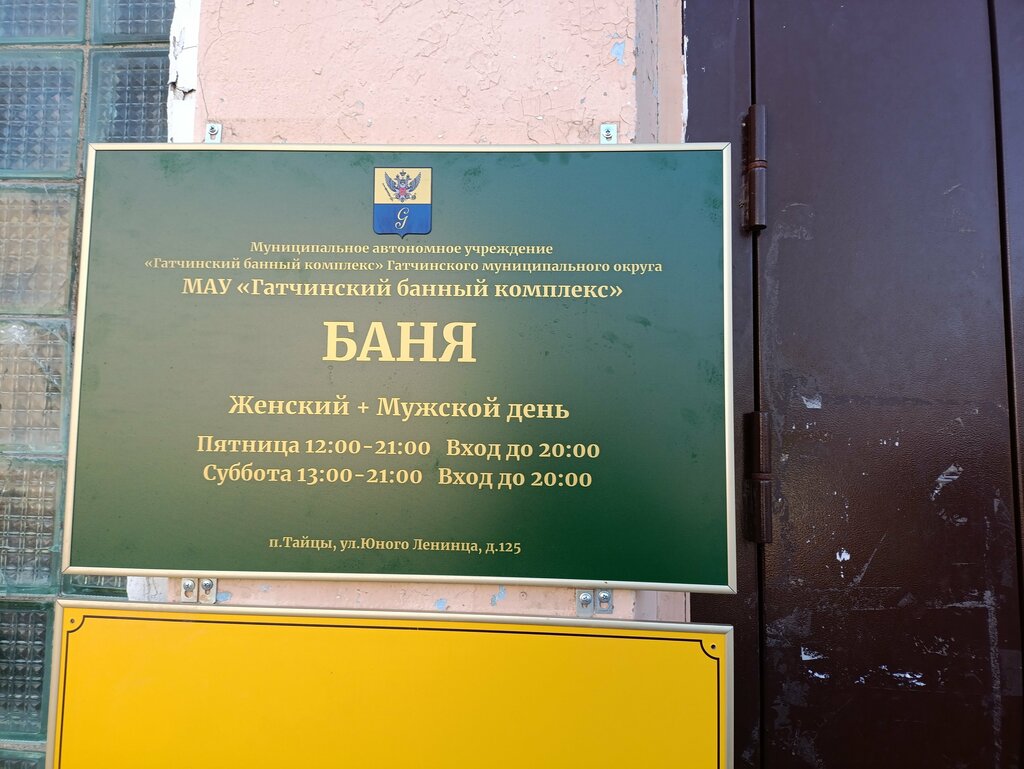 G
Муниципальное автономное учреждение
«Гатчинский банный комплекс» Гатчинского муниципального округа
МАУ «Гатчинский банный комплекс»
БАНЯ
Женский + Мужской день
Пятница 12:00-21:00 Вход до 20:00
Суббота 13:00-21:00 Вход до 20:00
п.Тайцы, ул.Юного Ленинца, д.125